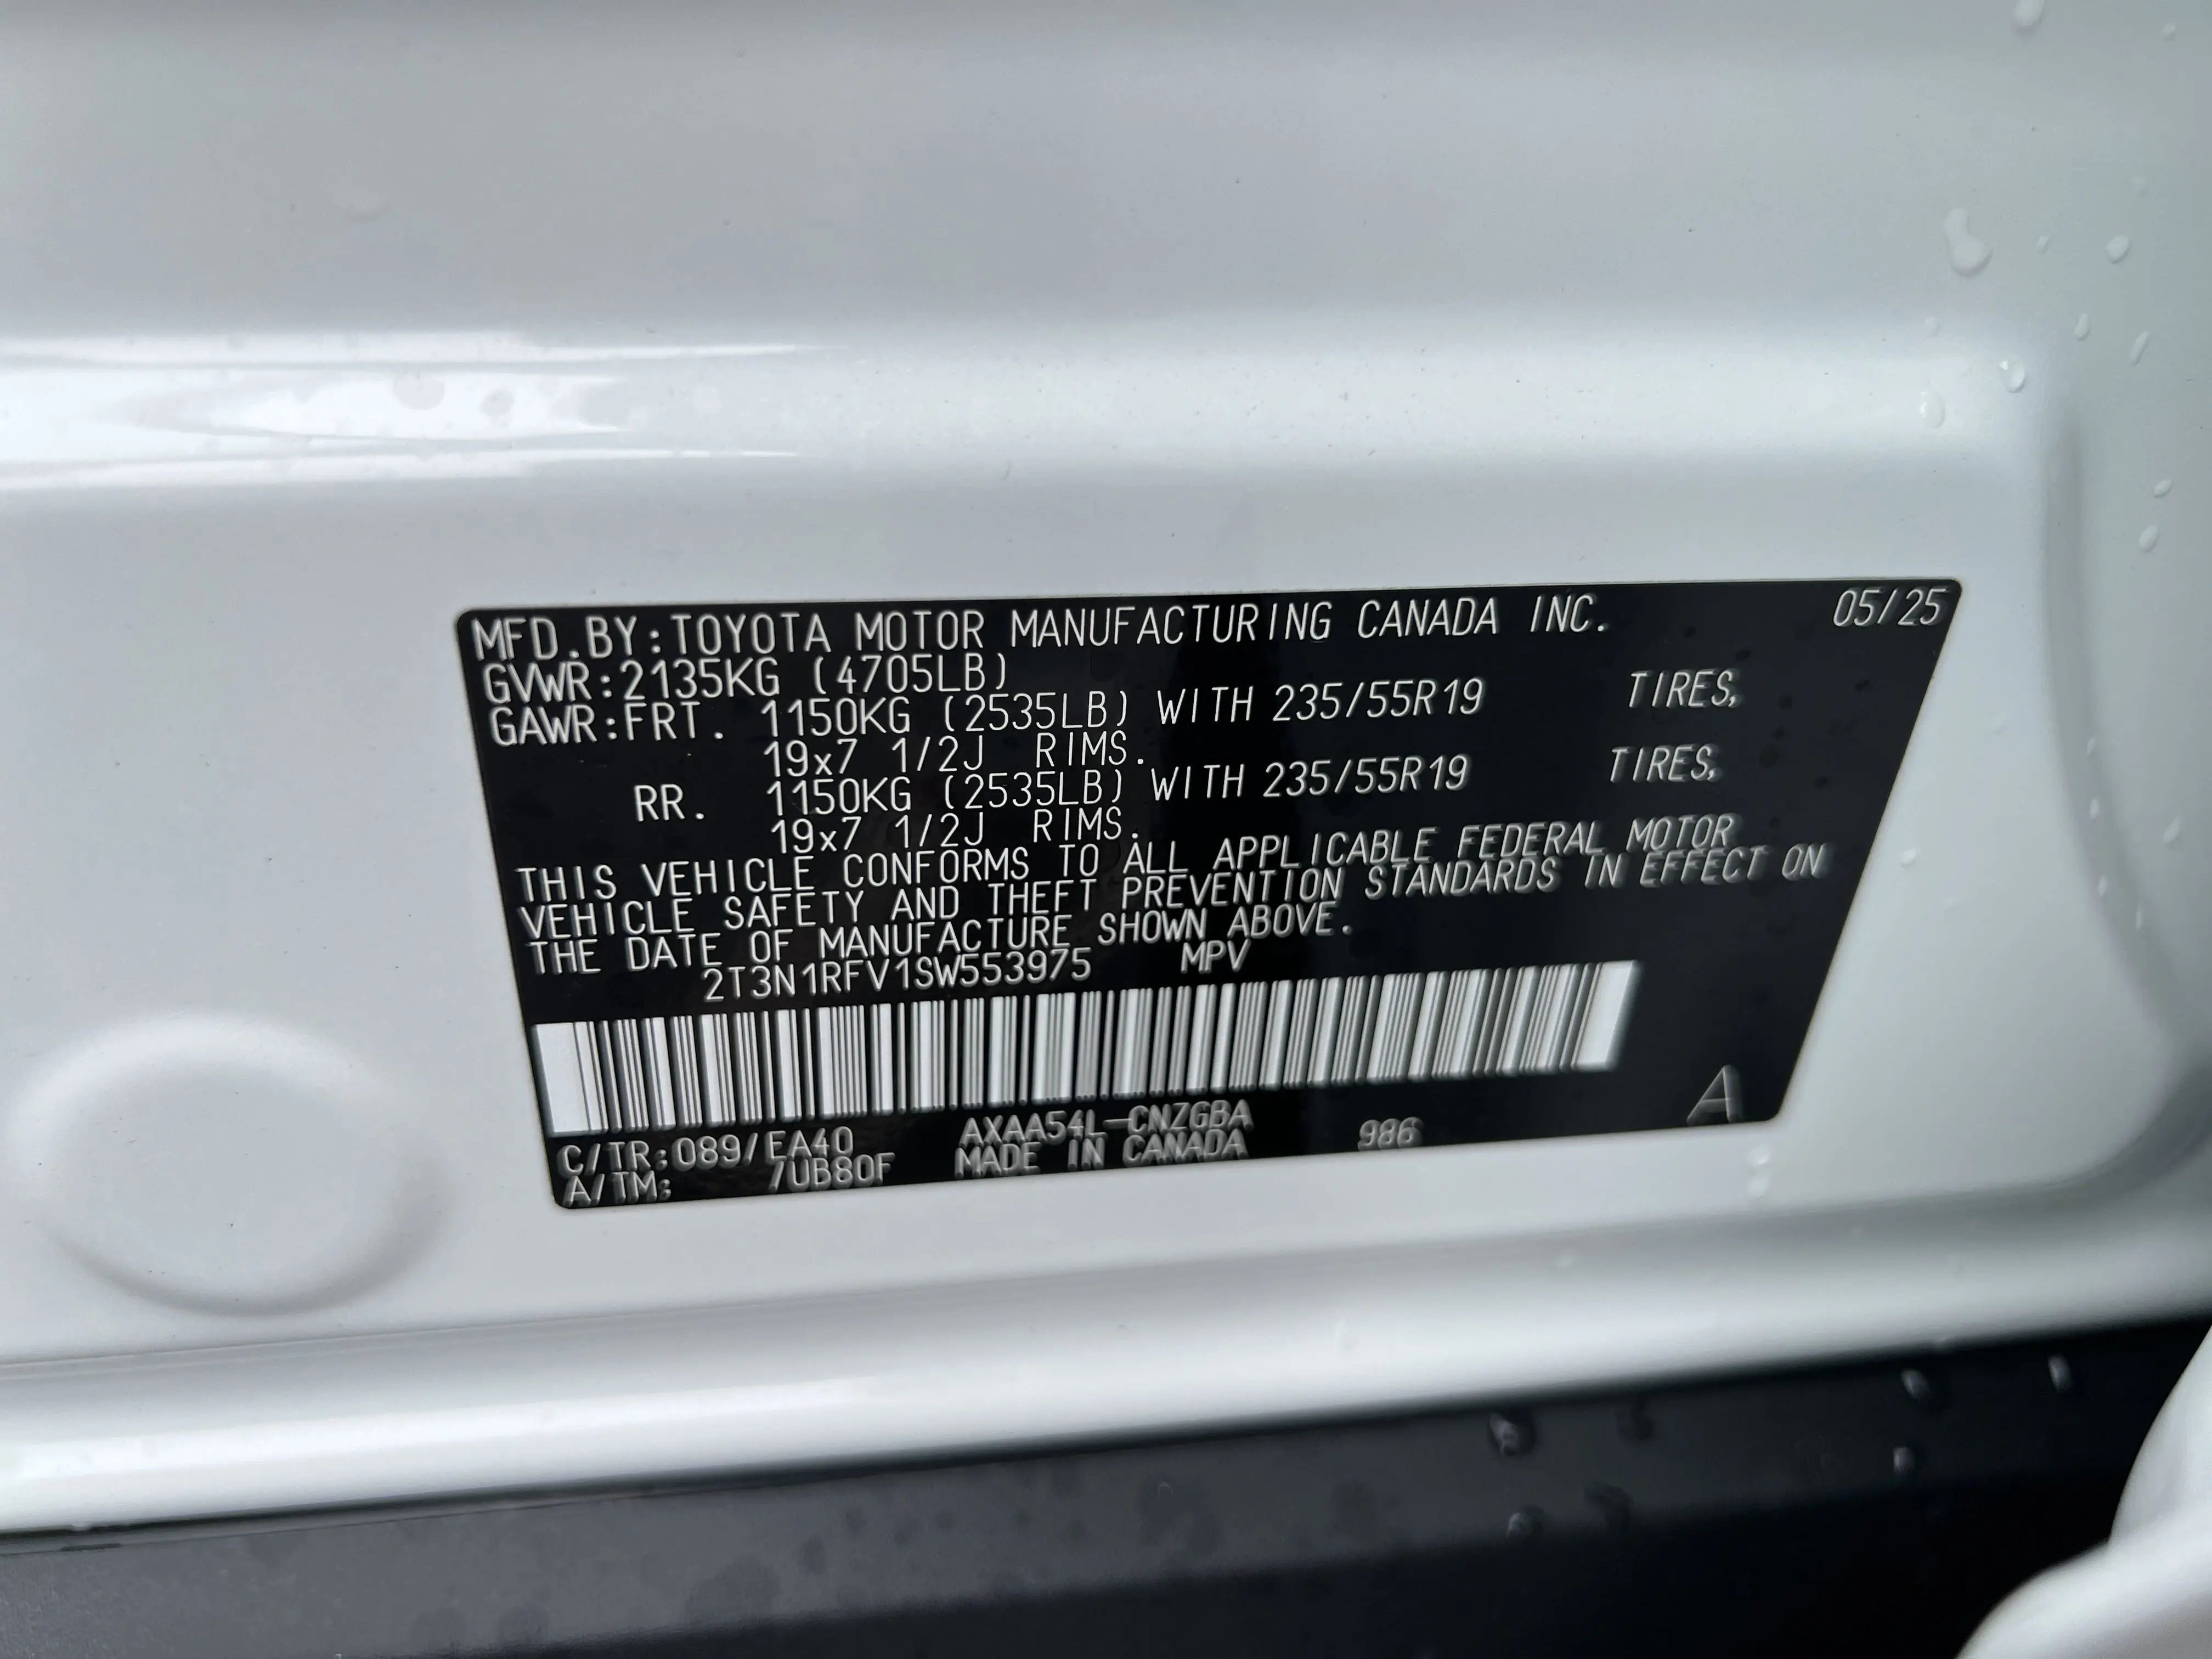 MFD.BY:TOYOTA MOTOR MANUFACTURING CANADA INC. 05/25
GVWR:2135KG (4705LB)
GAWR:FRT. 1150KG (2535LB) WITH 235/55R19 TIRES,
19x7 1/2J RIMS.
RR. 1150KG (2535LB) WITH 235/55R19 TIRES,
19x7 1/2J RIMS.
THIS VEHICLE CONFORMS TO ALL APPLICABLE FEDERAL MOTOR
VEHICLE SAFETY AND THEFT PREVENTION STANDARDS IN EFFECT ON
THE DATE OF MANUFACTURE SHOWN ABOVE.
2T3N1RFV1SW553975 MPV
C/TR:089/EA40 AXAA54L-CNZGBA 986 A
A/TM: 7UB80F MADE IN CANADA